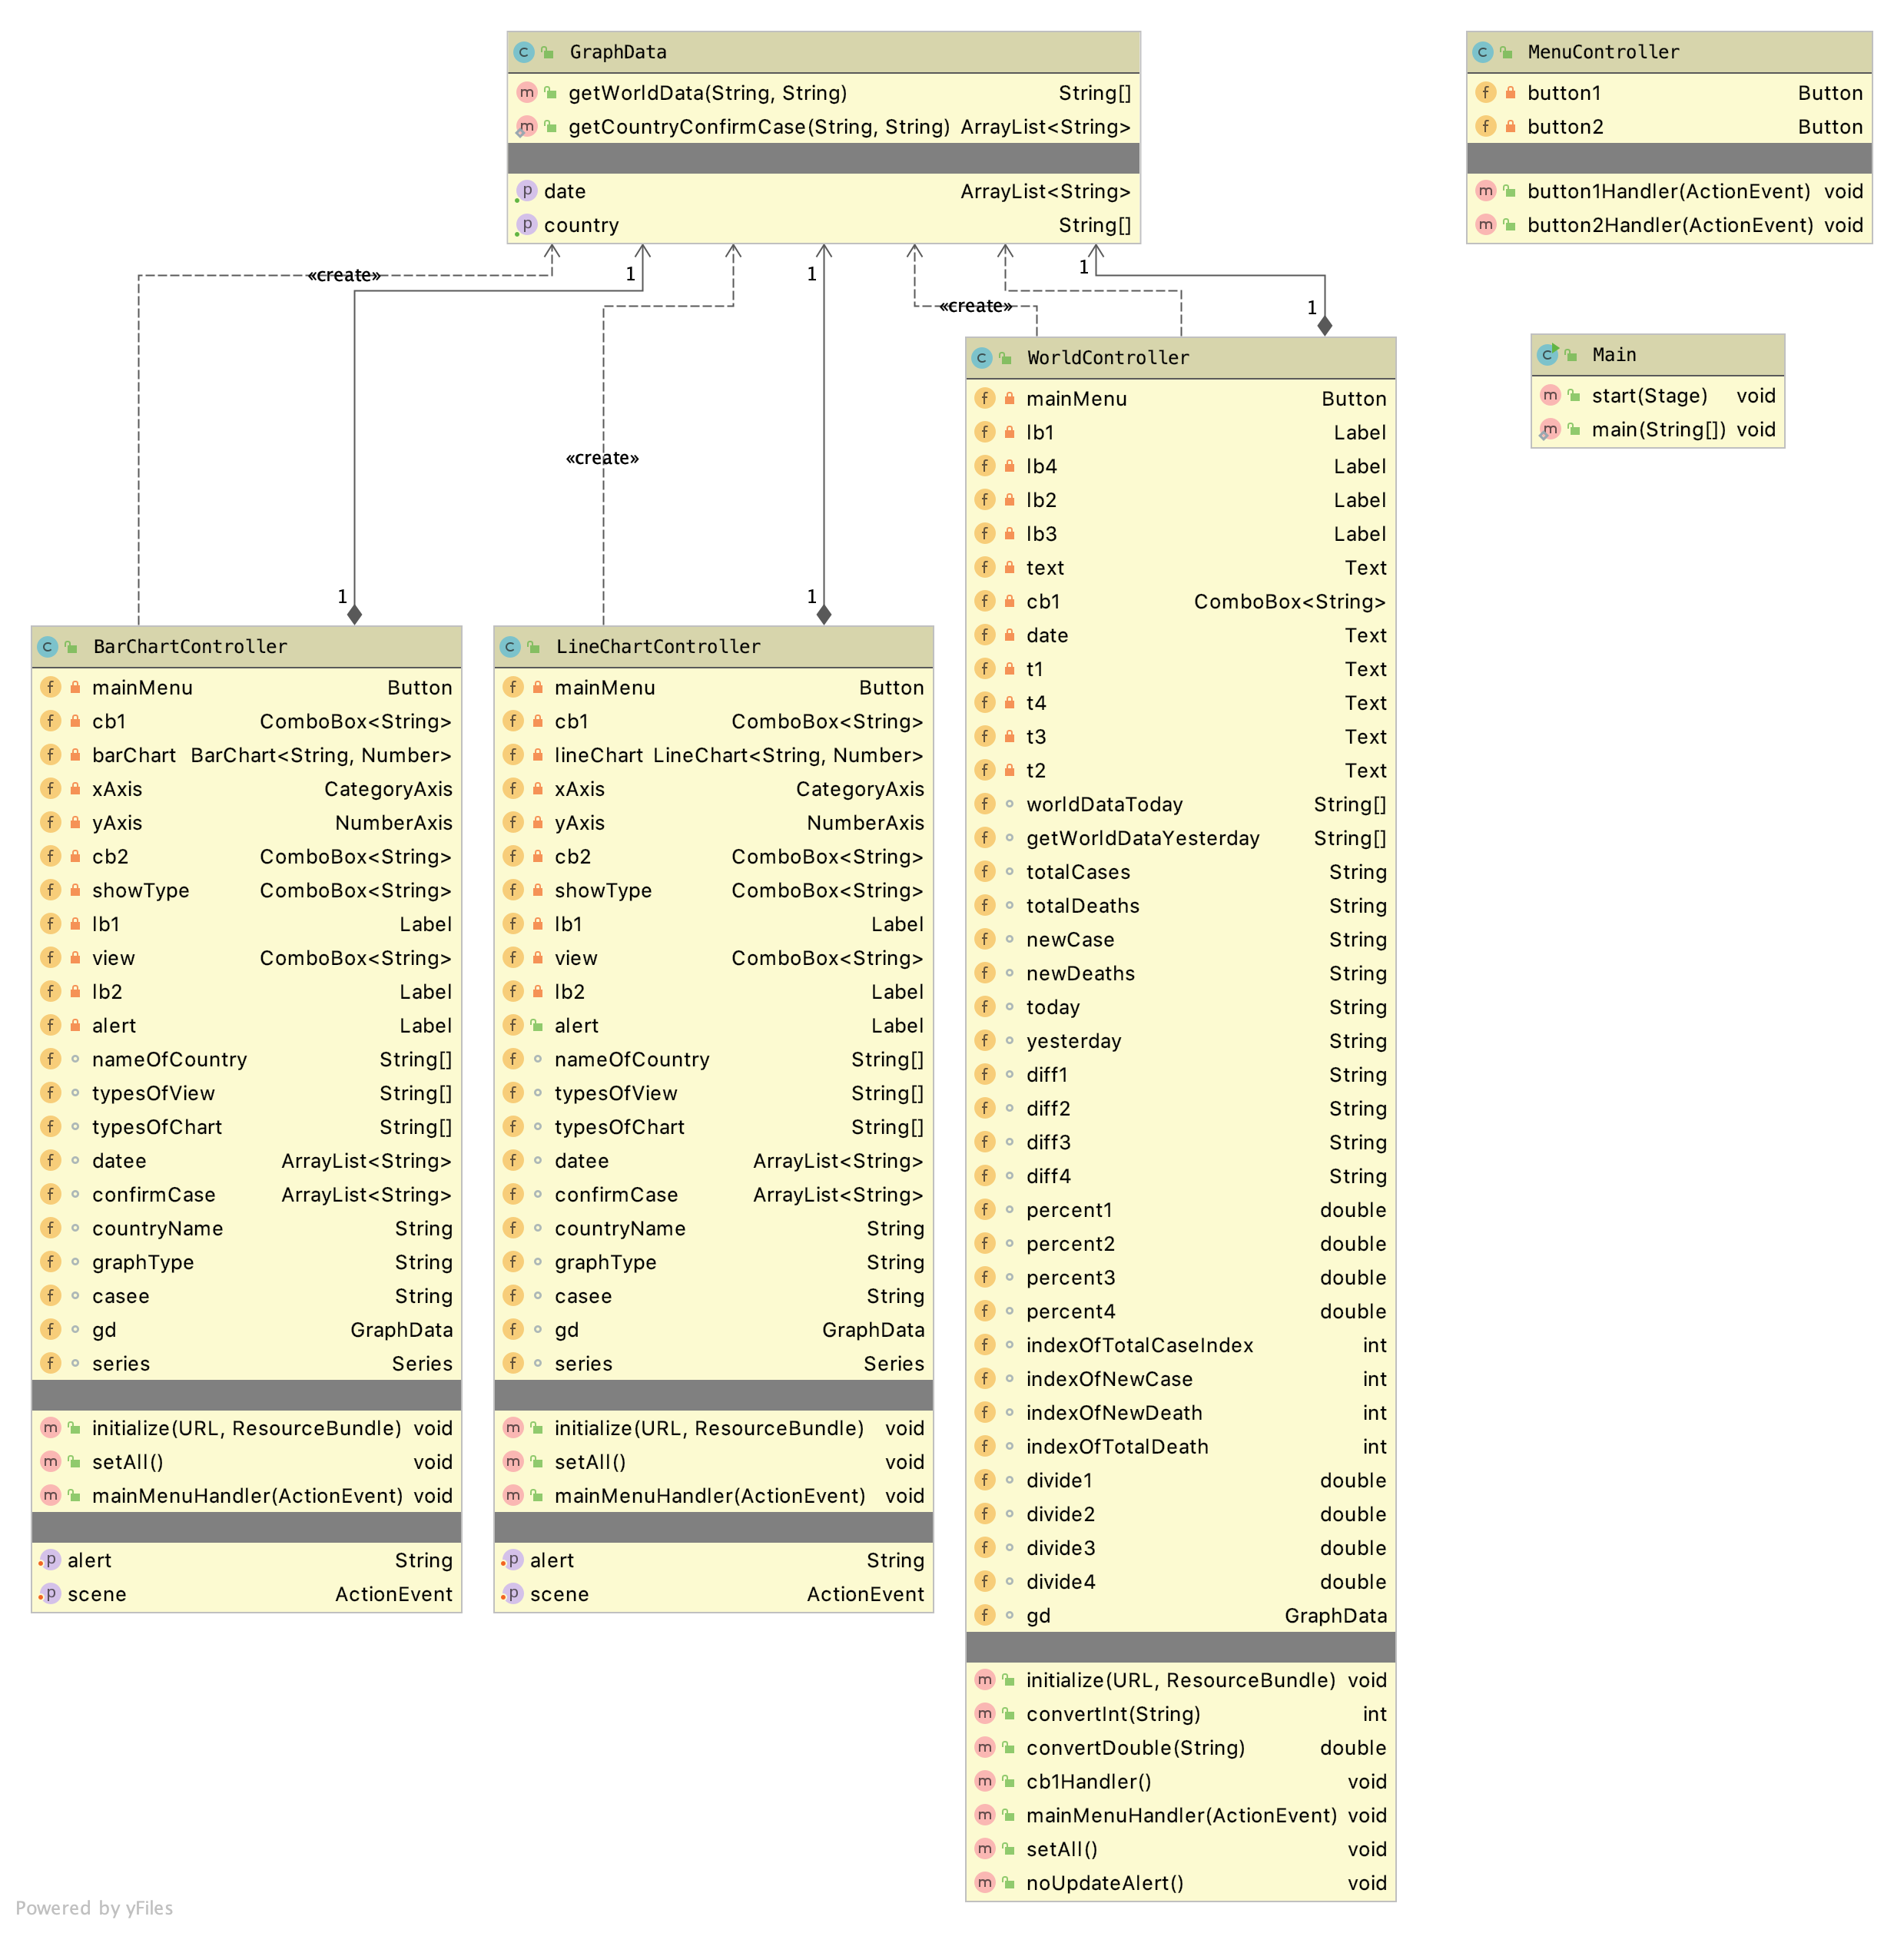 GraphData
getWorldData(String, String) String[]
getCountryConfirmCase(String, String) ArrayList<String>
date ArrayList<String>
country String[]
MenuController
button1 Button
button2 Button
button1Handler(ActionEvent) void
button2Handler(ActionEvent) void
«create»
1
1
«create»
1
1
«create»
1
1
Main
start(Stage) void
main(String[]) void
BarChartController
mainMenu Button
cb1 ComboBox<String>
barChart BarChart<String, Number>
xAxis CategoryAxis
yAxis NumberAxis
cb2 ComboBox<String>
showType ComboBox<String>
lb1 Label
view ComboBox<String>
lb2 Label
alert Label
nameOfCountry String[]
typesOfView String[]
typesOfChart String[]
datee ArrayList<String>
confirmCase ArrayList<String>
countryName String
graphType String
casee String
gd GraphData
series Series
initialize(URL, ResourceBundle) void
setAll() void
mainMenuHandler(ActionEvent) void
alert String
scene ActionEvent
LineChartController
mainMenu Button
cb1 ComboBox<String>
lineChart LineChart<String, Number>
xAxis CategoryAxis
yAxis NumberAxis
cb2 ComboBox<String>
showType ComboBox<String>
lb1 Label
view ComboBox<String>
lb2 Label
alert Label
nameOfCountry String[]
typesOfView String[]
typesOfChart String[]
datee ArrayList<String>
confirmCase ArrayList<String>
countryName String
graphType String
casee String
gd GraphData
series Series
initialize(URL, ResourceBundle) void
setAll() void
mainMenuHandler(ActionEvent) void
alert String
scene ActionEvent
WorldController
mainMenu Button
lb1 Label
lb4 Label
lb2 Label
lb3 Label
text Text
cb1 ComboBox<String>
date Text
t1 Text
t4 Text
t3 Text
t2 Text
worldDataToday String[]
getWorldDataYesterday String[]
totalCases String
totalDeaths String
newCase String
newDeaths String
today String
yesterday String
diff1 String
diff2 String
diff3 String
diff4 String
percent1 double
percent2 double
percent3 double
percent4 double
indexOfTotalCaseIndex int
indexOfNewCase int
indexOfNewDeath int
indexOfTotalDeath int
divide1 double
divide2 double
divide3 double
divide4 double
gd GraphData
initialize(URL, ResourceBundle) void
convertInt(String) int
convertDouble(String) double
cb1Handler() void
mainMenuHandler(ActionEvent) void
setAll() void
noUpdateAlert() void
Powered by yFiles